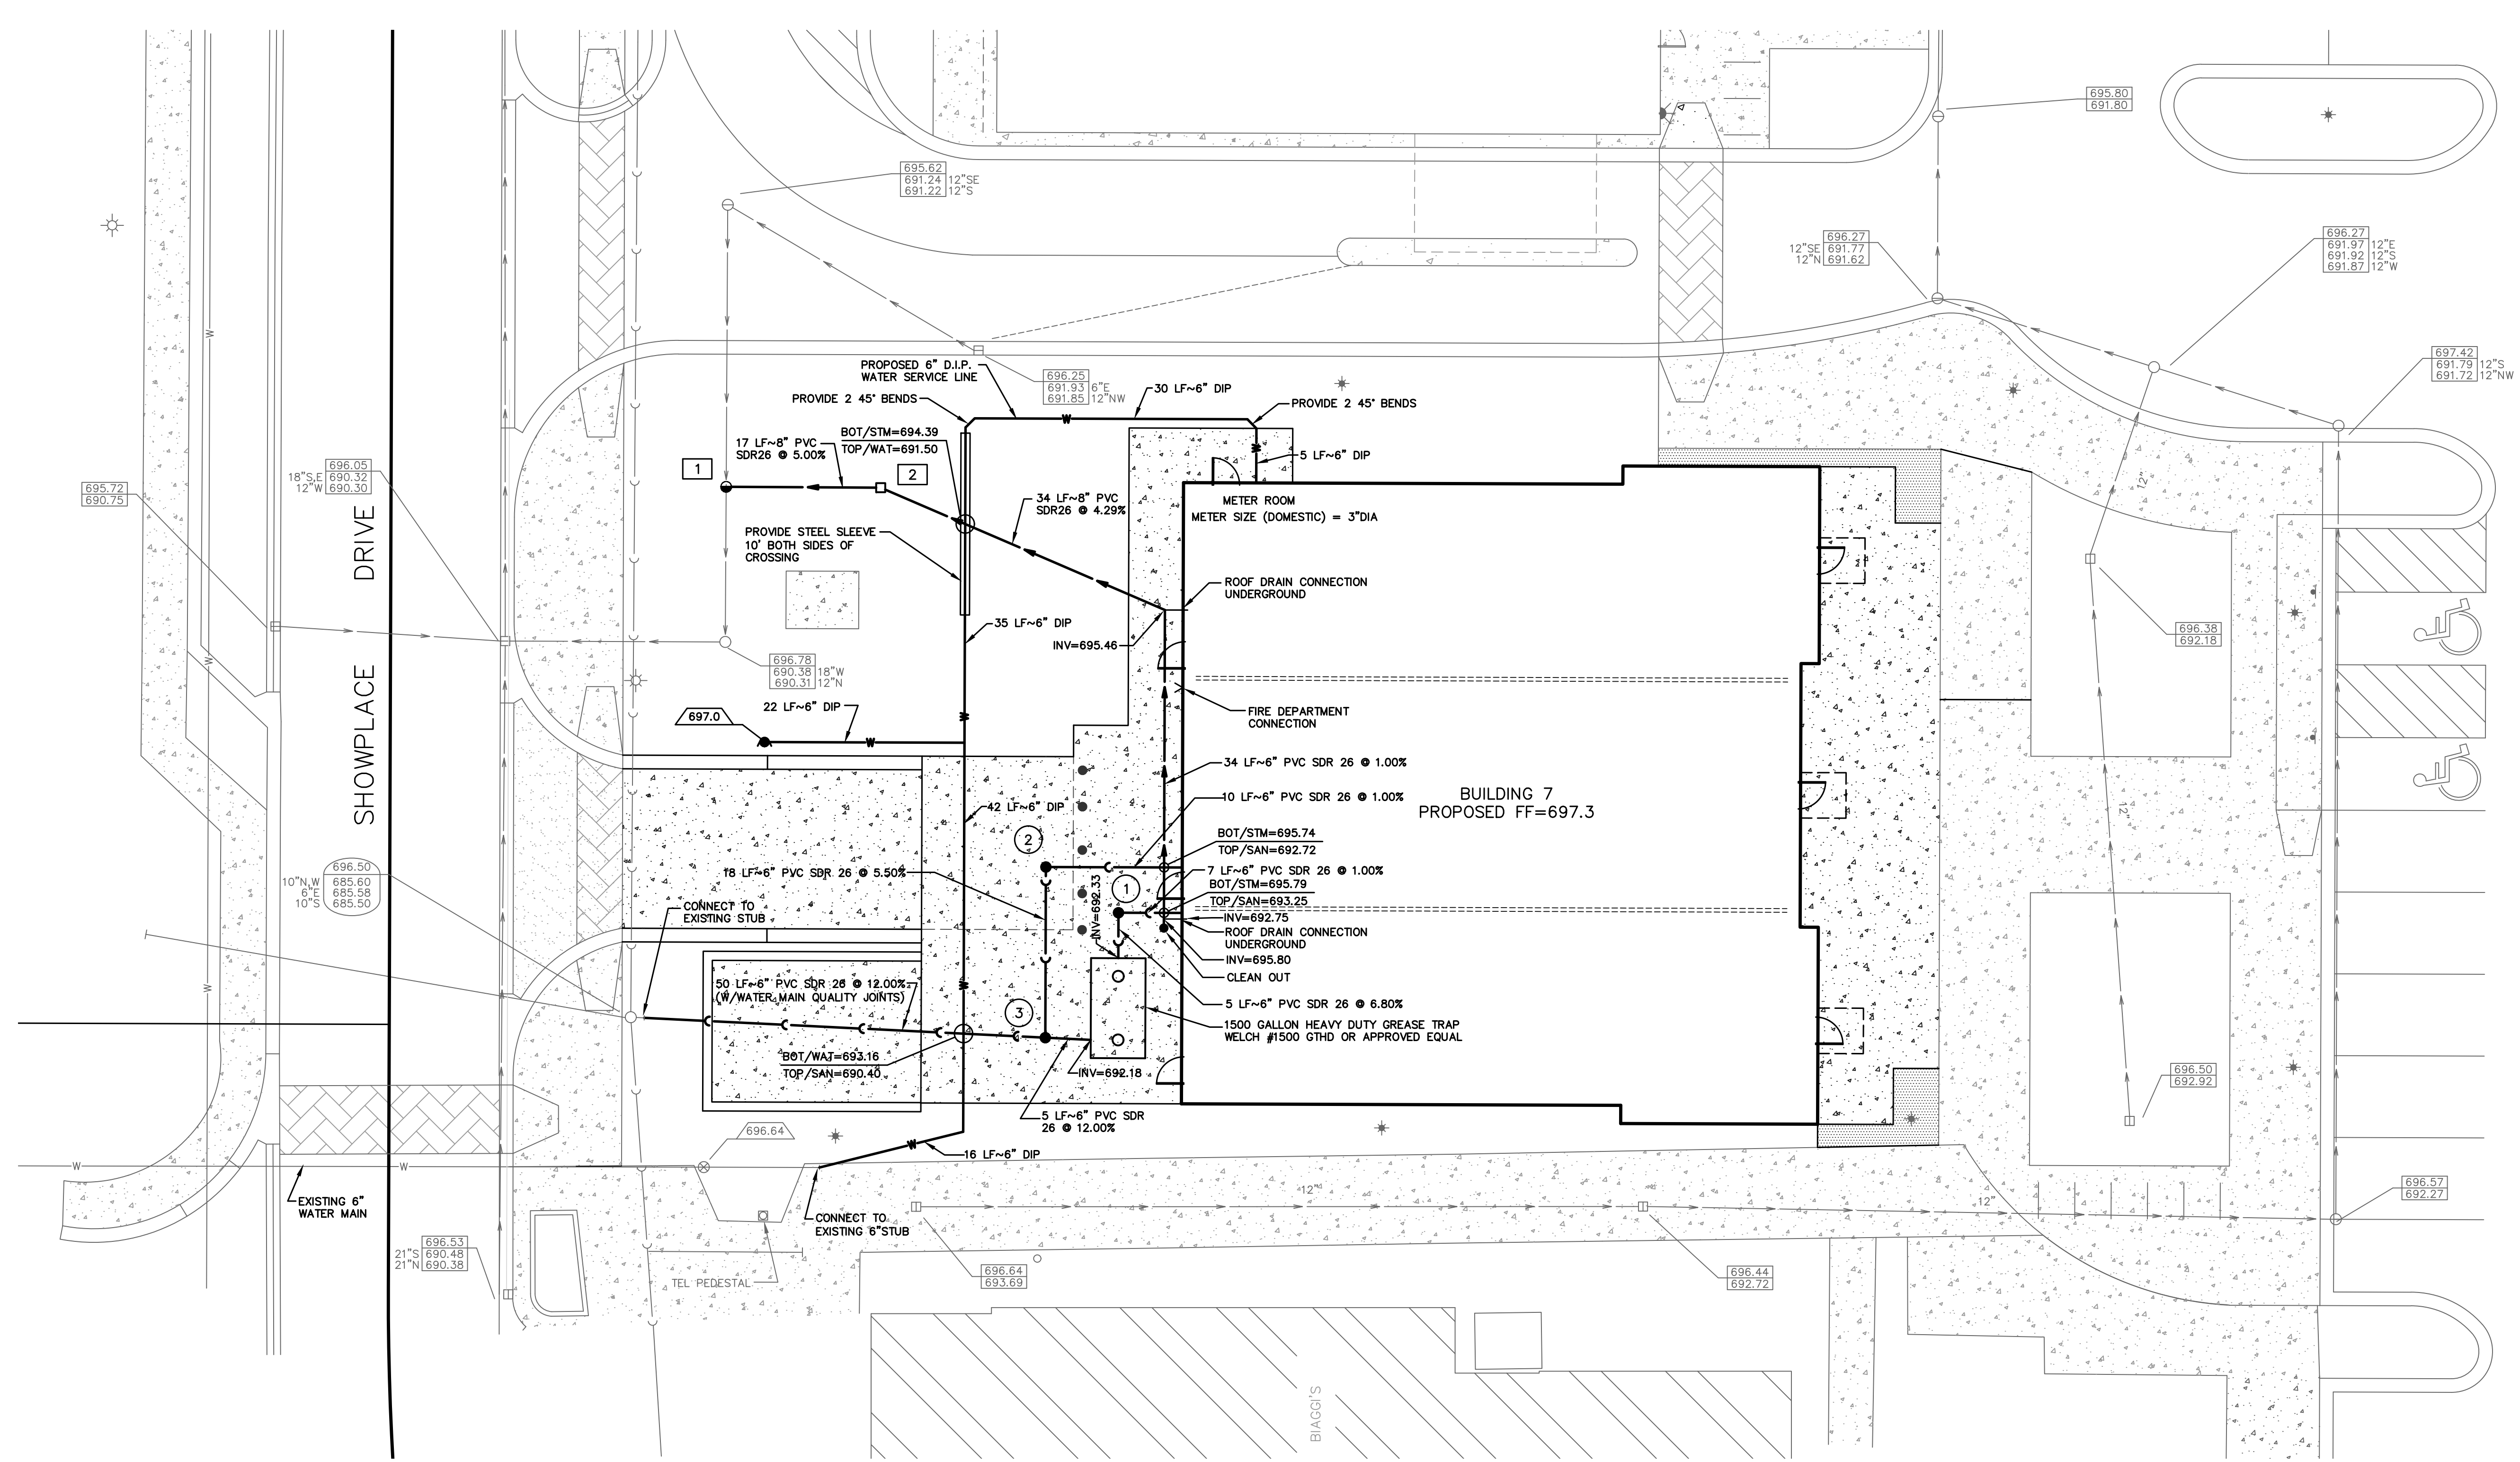 695.80
691.80
695.62
691.24 12"SE
691.22 12"S
696.27
12"SE 691.77
12"N 691.62
696.27
691.97 12"E
691.92 12"S
691.87 12"W
697.42
691.79 12"S
691.72 12"NW
PROPOSED 6" D.I.P.
WATER SERVICE LINE
696.25
691.93 6"E
691.85 12"NW
30 LF~6" DIP
PROVIDE 2 45° BENDS
PROVIDE 2 45° BENDS
17 LF~8" PVC
SDR26 @ 5.00%
BOT/STM=694.39
TOP/WAT=691.50
5 LF~6" DIP
1
2
696.05
18"S,E 690.32
12"W 690.30
695.72
690.75
METER ROOM
METER SIZE (DOMESTIC) = 3"DIA
34 LF~8" PVC
SDR26 @ 4.29%
12"
PROVIDE STEEL SLEEVE
10' BOTH SIDES OF
CROSSING
ROOF DRAIN CONNECTION
UNDERGROUND
SHOWPLACE DRIVE
35 LF~6" DIP
INV=695.46
696.38
692.18
696.78
690.38 18"W
690.31 12"N
22 LF~6" DIP
697.0
FIRE DEPARTMENT
CONNECTION
34 LF~6" PVC SDR 26 @ 1.00%
10 LF~6" PVC SDR 26 @ 1.00%
BUILDING 7
PROPOSED FF=697.3
12"
42 LF~6" DIP
2
BOT/STM=695.74
TOP/SAN=692.72
18 LF~6" PVC SDR 26 @ 5.50%
7 LF~6" PVC SDR 26 @ 1.00%
1
BOT/STM=695.79
TOP/SAN=693.25
INV=692.33
696.50
10"N,W 685.60
6"E 685.58
10"S 685.50
CONNECT TO
EXISTING STUB
INV=692.75
ROOF DRAIN CONNECTION
UNDERGROUND
INV=695.80
CLEAN OUT
50 LF~6" PVC SDR 26 @ 12.00%
(W/WATER MAIN QUALITY JOINTS)
3
5 LF~6" PVC SDR 26 @ 6.80%
1500 GALLON HEAVY DUTY GREASE TRAP
WELCH #1500 GTHD OR APPROVED EQUAL
BOT/WAT=693.16
TOP/SAN=690.40
INV=692.18
696.50
692.92
5 LF~6" PVC SDR
26 @ 12.00%
696.64
16 LF~6" DIP
W
W
W
W
W
W
W
W
W
W
W
EXISTING 6"
WATER MAIN
CONNECT TO
EXISTING 6"STUB
12"
12"
696.57
692.27
696.53
21"S 690.48
21"N 690.38
TEL PEDESTAL
696.64
693.69
696.44
692.72
BIAGGI'S